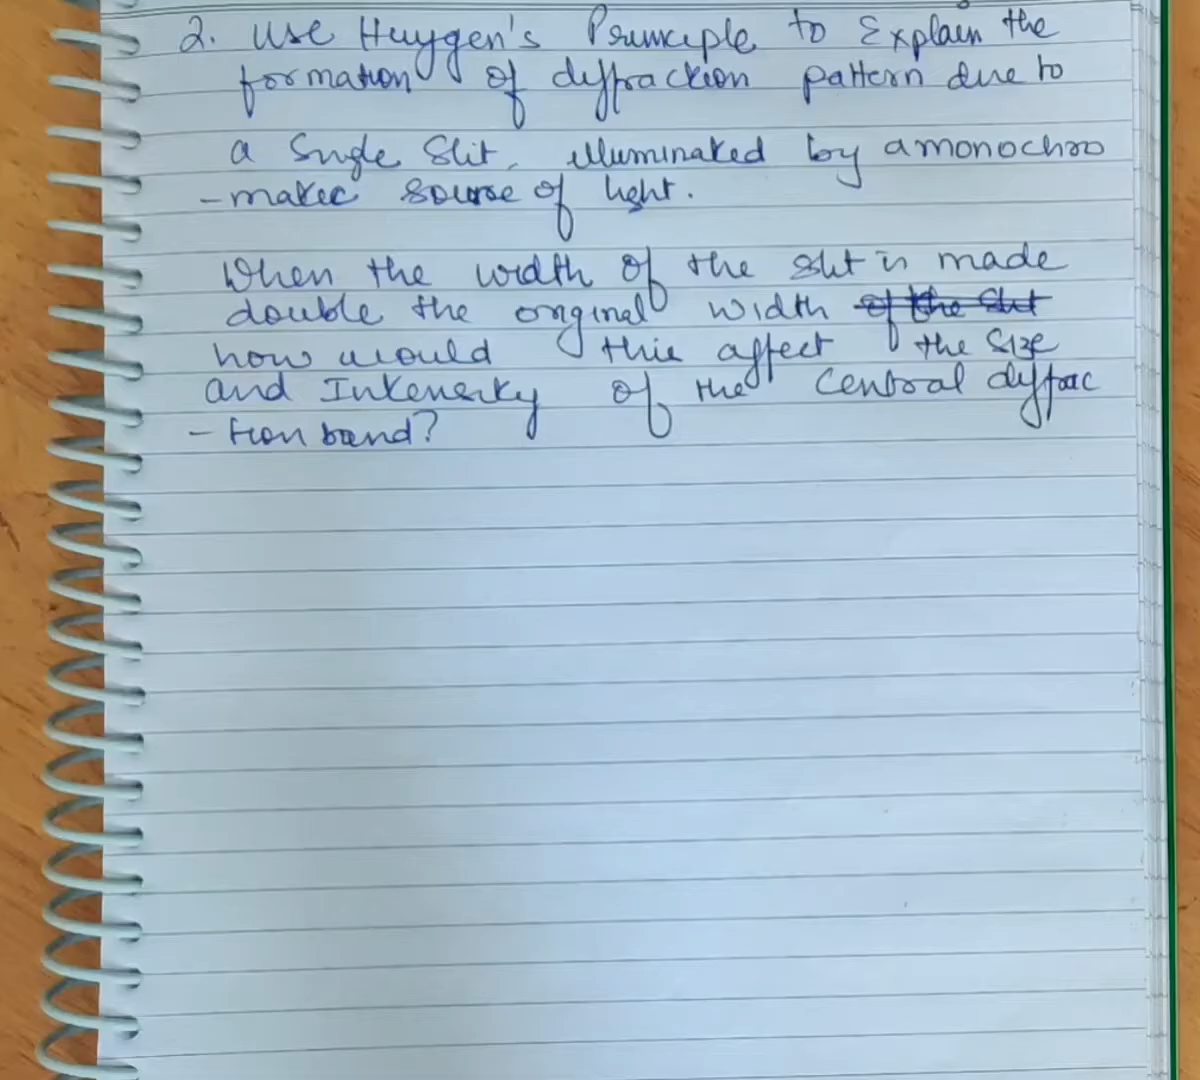 2. Use Huygen's Principle to Explain the
formation of diffraction pattern due to
a Single Slit, illuminated by a monochro
-matic source of light.
When the width of the slit is made
double the original width of the slit
how would this affect the size
and Intensity of the central diffrac
-tion band?